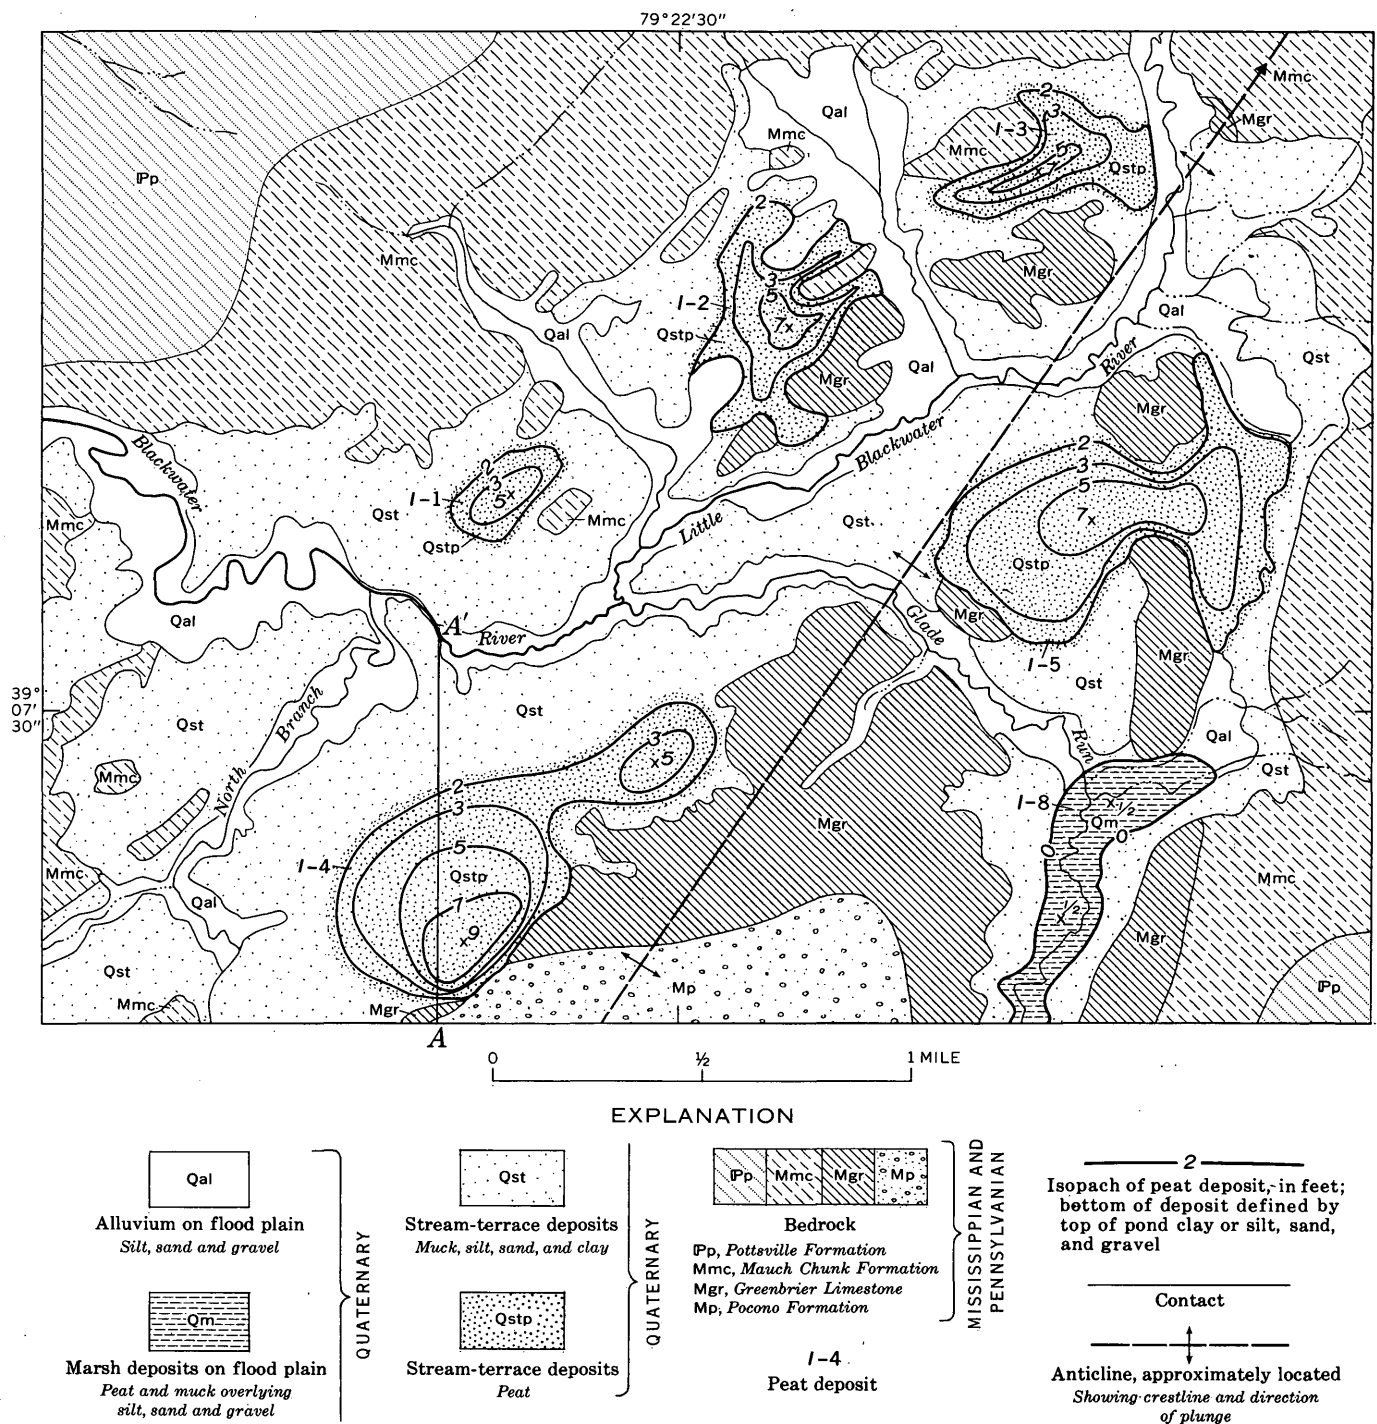 79°22'30"
Mmc
Qal
2
3
I-3
Mgr
Mmc
Mmc
5
7
Qstp
ℙp
2
Mmc
Mgr
3
5
I-2
7x
Qal
Qal
Qstp
Qst
River
Qal
Mgr
Mgr
Blackwater
Blackwater
2
2
3
3
5
I-1
5x
7x
Mmc
Qst
Mmc
Little
Qst
Qstp
Qstp
Mgr
Glade
Qal
A'
River
I-5
Mgr
39°
07'
30"
Branch
Qst
Qst
Qst
3
x5
Run
Qal
Mmc
North
2
Qst
3
I-8
x½
Qm
0
Mgr
0
5
I-4
Mmc
Qstp
Mmc
Qal
7
x½
x9
Mgr
Qst
Mp
ℙp
Mmc
Mgr
A
0 ½ 1 MILE
EXPLANATION
Qal
Alluvium on flood plain
Silt, sand and gravel
Qm
Marsh deposits on flood plain
Peat and muck overlying
silt, sand and gravel
QUATERNARY
Qst
Stream-terrace deposits
Muck, silt, sand, and clay
Qstp
Stream-terrace deposits
Peat
QUATERNARY
ℙp Mmc Mgr Mp
Bedrock
ℙp, Pottsville Formation
Mmc, Mauch Chunk Formation
Mgr, Greenbrier Limestone
Mp, Pocono Formation
MISSISSIPPIAN AND
PENNSYLVANIAN
I-4
Peat deposit
2
Isopach of peat deposit, in feet;
bottom of deposit defined by
top of pond clay or silt, sand,
and gravel
Contact
Anticline, approximately located
Showing crestline and direction
of plunge